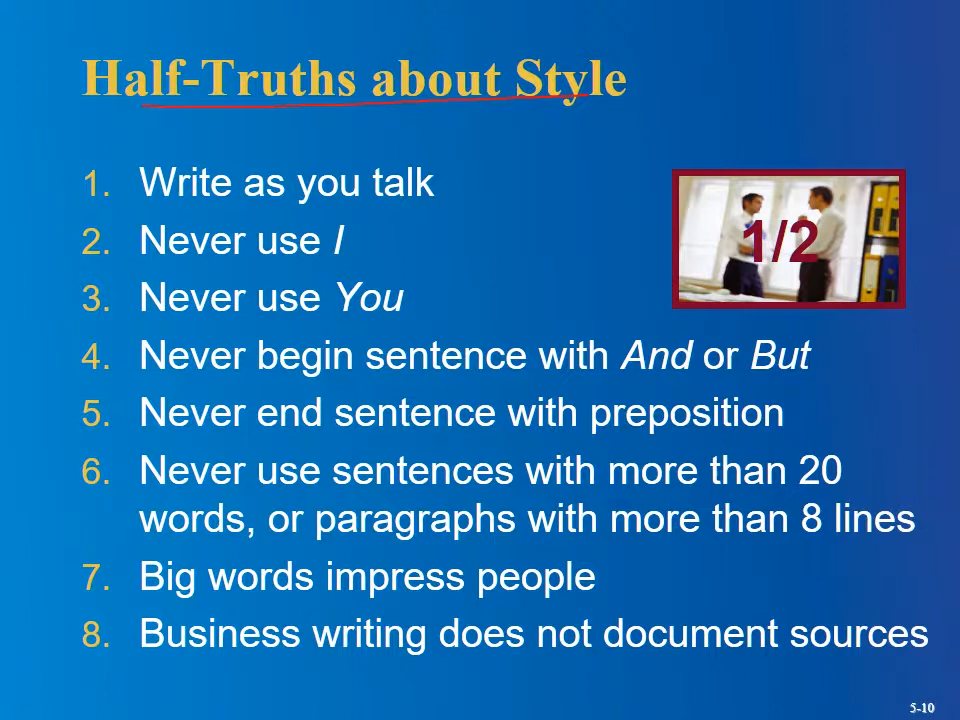 Half-Truths about Style
1. Write as you talk
2. Never use I
3. Never use You
4. Never begin sentence with And or But
5. Never end sentence with preposition
6. Never use sentences with more than 20
words, or paragraphs with more than 8 lines
7. Big words impress people
8. Business writing does not document sources
1/2
5-10